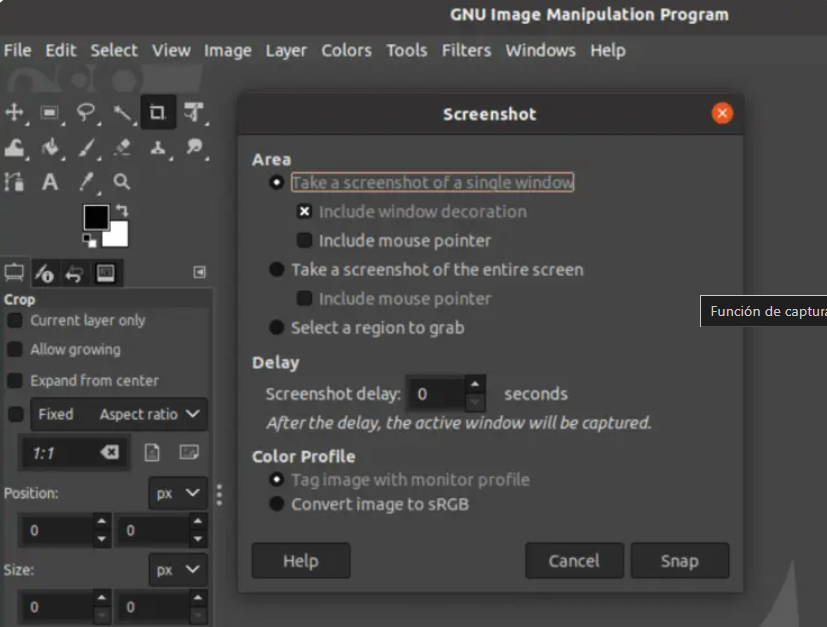 GNU Image Manipulation Program
File Edit Select View Image Layer Colors Tools Filters Windows Help
Screenshot
Area
Take a screenshot of a single window
Include window decoration
Include mouse pointer
Take a screenshot of the entire screen
Include mouse pointer
Select a region to grab
Delay
Screenshot delay: 0 seconds
After the delay, the active window will be captured.
Color Profile
Tag image with monitor profile
Convert image to sRGB
Help Cancel Snap
Crop
Current layer only
Allow growing
Expand from center
Fixed Aspect ratio
1:1
Position: px
0 0
Size: px
0 0
Función de captura